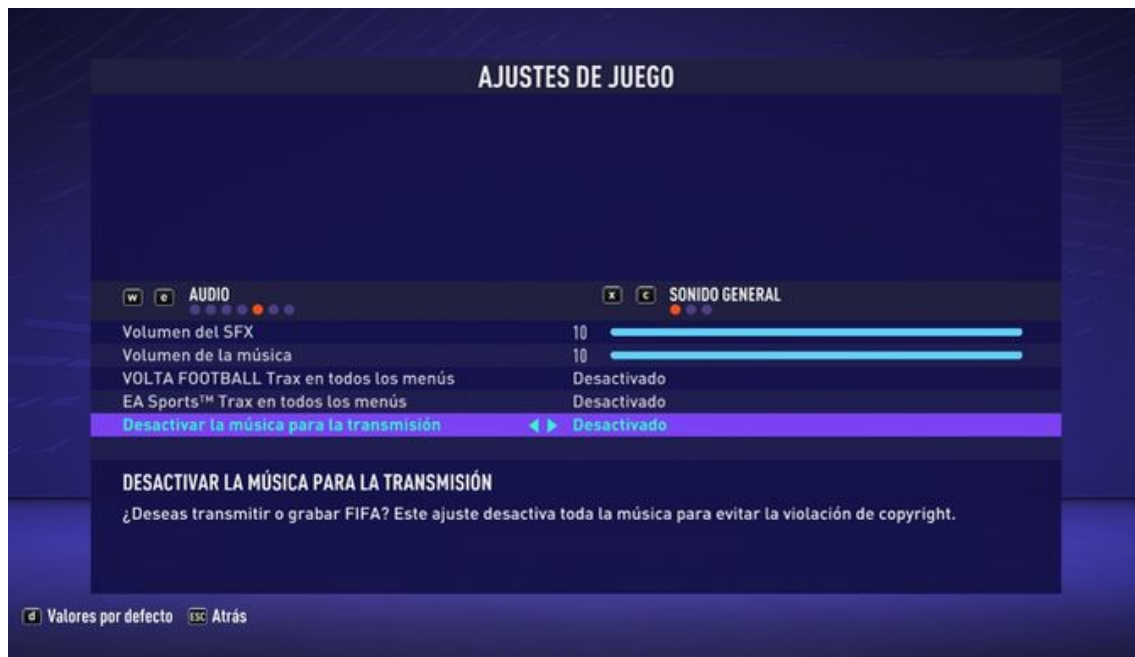 AJUSTES DE JUEGO
w e AUDIO x c SONIDO GENERAL
Volumen del SFX 10
Volumen de la música 10
VOLTA FOOTBALL Trax en todos los menús Desactivado
EA Sports™ Trax en todos los menús Desactivado
Desactivar la música para la transmisión Desactivado
DESACTIVAR LA MÚSICA PARA LA TRANSMISIÓN
¿Deseas transmitir o grabar FIFA? Este ajuste desactiva toda la música para evitar la violación de copyright.
d Valores por defecto ESC Atrás